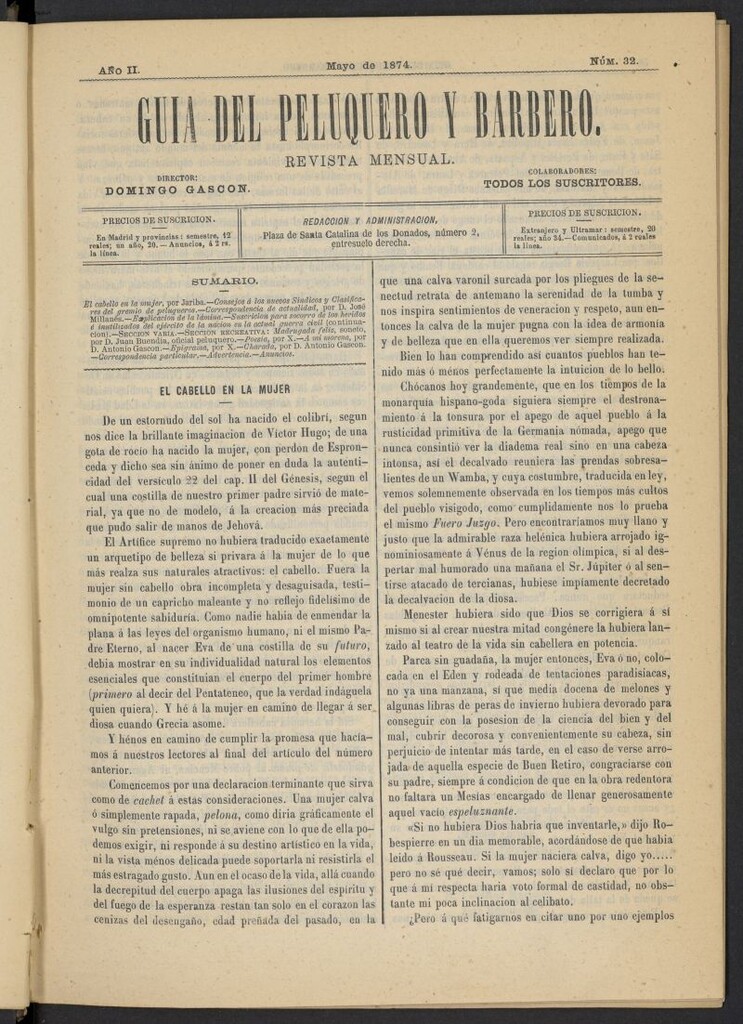 Año II.
Mayo de 1874.
Núm. 32.
GUIA DEL PELUQUERO Y BARBERO.
REVISTA MENSUAL.
DIRECTOR:
DOMINGO GASCON.
COLABORADORES:
TODOS LOS SUSCRITORES.
PRECIOS DE SUSCRICION.
En Madrid y provincias: semestre, 12
reales; un año, 20.—Anuncios, á 2 rs.
la línea.
REDACCION Y ADMINISTRACION,
Plaza de Santa Catalina de los Donados, número 2,
entresuelo derecha.
PRECIOS DE SUSCRICION.
Extranjero y Ultramar: semestre, 20
reales; año 34.—Comunicados, á 2 reales
la línea.
SUMARIO.
El cabello en la mujer, por Jariba.—Consejos á los nuevos Síndicos y Clasifica-
res del gremio de peluqueros.—Correspondencia de actualidad, por D. José
Millanés.—Explicacion de la lámina.—Suscricion para socorro de los heridos
é inutilizados del ejército de la nacion en la actual guerra civil (continua-
cion).—SECCION VARIA.—SECCION RECREATIVA: Madrugada feliz, soneto,
por D. Juan Buendia, oficial peluquero.—Poesía, por X.—A mi morena, por
D. Antonio Gascon.—Epígrama, por X.—Charada, por D. Antonio Gascon.
—Correspondencia particular.—Advertencia.—Anuncios.
EL CABELLO EN LA MUJER
De un estornudo del sol ha nacido el colibrí, segun
nos dice la brillante imaginacion de Víctor Hugo; de una
gota de rocío ha nacido la mujer, con perdon de Espron-
ceda y dicho sea sin ánimo de poner en duda la autenti-
cidad del versículo 22 del cap. II del Génesis, segun el
cual una costilla de nuestro primer padre sirvió de mate-
rial, ya que no de modelo, á la creacion más preciada
que pudo salir de manos de Jehová.
El Artífice supremo no hubiera traducido exactamente
un arquetipo de belleza si privara á la mujer de lo que
más realza sus naturales atractivos: el cabello. Fuera la
mujer sin cabello obra incompleta y desaguisada, testi-
monio de un capricho maleante y no reflejo fidelísimo de
omnipotente sabiduría. Como nadie habia de enmendar la
plana á las leyes del organismo humano, ni el mismo Pa-
dre Eterno, al nacer Eva de una costilla de su futuro,
debia mostrar en su individualidad natural los elementos
esenciales que constituian el cuerpo del primer hombre
(primero al decir del Pentateneo, que la verdad indáguela
quien quiera). Y hé á la mujer en camino de llegar á ser
diosa cuando Grecia asome.
Y hénos en camino de cumplir la promesa que hacía-
mos á nuestros lectores al final del artículo del número
anterior.
Comencemos por una declaracion terminante que sirva
como de cachet á estas consideraciones. Una mujer calva
ó simplemente rapada, pelona, como diria gráficamente el
vulgo sin pretensiones, ni se aviene con lo que de ella po-
demos exigir, ni responde á su destino artístico en la vida,
ni la vista ménos delicada puede soportarla ni resistirla el
más estragado gusto. Aun en el ocaso de la vida, allá cuando
la decrepitud del cuerpo apaga las ilusiones del espíritu y
del fuego de la esperanza restan tan solo en el corazon las
cenizas del desengaño, edad preñada del pasado, en la
que una calva varonil surcada por los pliegues de la se-
nectud retrata de antemano la serenidad de la tumba y
nos inspira sentimientos de veneracion y respeto, aun en-
tonces la calva de la mujer pugna con la idea de armonía
y de belleza que en ella queremos ver siempre realizada.
Bien lo han comprendido así cuantos pueblos han te-
nido más ó ménos perfectamente la intuicion de lo bello.
Chócanos hoy grandemente, que en los tiempos de la
monarquía hispano-goda siguiera siempre el destrona-
miento á la tonsura por el apego de aquel pueblo á la
rusticidad primitiva de la Germania nómada, apego que
nunca consintió ver la diadema real sino en una cabeza
intonsa, así el decalvado reuniera las prendas sobresa-
lientes de un Wamba, y cuya costumbre, traducida en ley,
vemos solemnemente observada en los tiempos más cultos
del pueblo visigodo, como cumplidamente nos lo prueba
el mismo Fuero Juzgo. Pero encontraríamos muy llano y
justo que la admirable raza helénica hubiera arrojado ig-
nominiosamente á Vénus de la region olímpica, si al des-
pertar mal humorado una mañana el Sr. Júpiter ó al sen-
tirse atacado de tercianas, hubiese impíamente decretado
la decalvacion de la diosa.
Menester hubiera sido que Dios se corrigiera á sí
mismo si al crear nuestra mitad congénere la hubiera lan-
zado al teatro de la vida sin cabellera en potencia.
Parca sin guadaña, la mujer entonces, Eva ó no, colo-
cada en el Eden y rodeada de tentaciones paradisiacas,
no ya una manzana, sí que media docena de melones y
algunas libras de peras de invierno hubiera devorado para
conseguir con la posesion de la ciencia del bien y del
mal, cubrir decorosa y convenientemente su cabeza, sin
perjuicio de intentar más tarde, en el caso de verse arro-
jada de aquella especie de Buen Retiro, congraciarse con
su padre, siempre á condicion de que en la obra redentora
no faltara un Mesías encargado de llenar generosamente
aquel vacío espeluznante.
«Si no hubiera Dios habria que inventarle,» dijo Ro-
bespierre en un dia memorable, acordándose de que habia
leido á Rousseau. Si la mujer naciera calva, digo yo.....
pero no sé qué decir, vamos; solo sí declaro que por lo
que á mí respecta haria voto formal de castidad, no obs-
tante mi poca inclinacion al celibato.
¿Pero á qué fatigarnos en citar uno por uno ejemplos